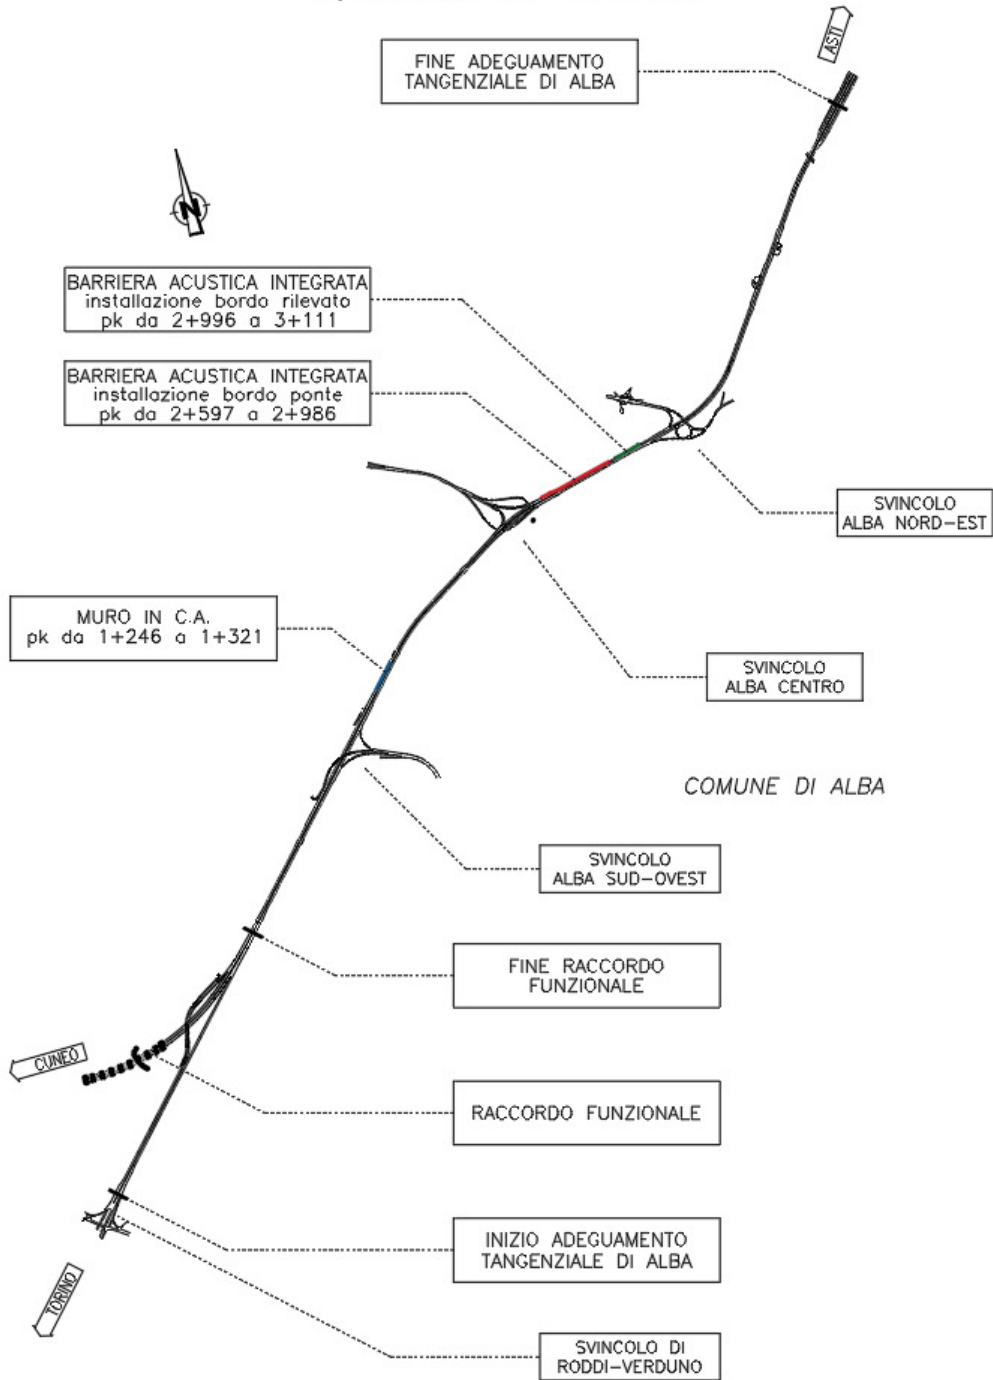 ASTI
FINE ADEGUAMENTO
TANGENZIALE DI ALBA
N
BARRIERA ACUSTICA INTEGRATA
installazione bordo rilevato
pk da 2+996 a 3+111
BARRIERA ACUSTICA INTEGRATA
installazione bordo ponte
pk da 2+597 a 2+986
SVINCOLO
ALBA NORD-EST
MURO IN C.A.
pk da 1+246 a 1+321
SVINCOLO
ALBA CENTRO
COMUNE DI ALBA
SVINCOLO
ALBA SUD-OVEST
FINE RACCORDO
FUNZIONALE
CUNEO
RACCORDO FUNZIONALE
INIZIO ADEGUAMENTO
TANGENZIALE DI ALBA
TORINO
SVINCOLO DI
RODDI-VERDUNO